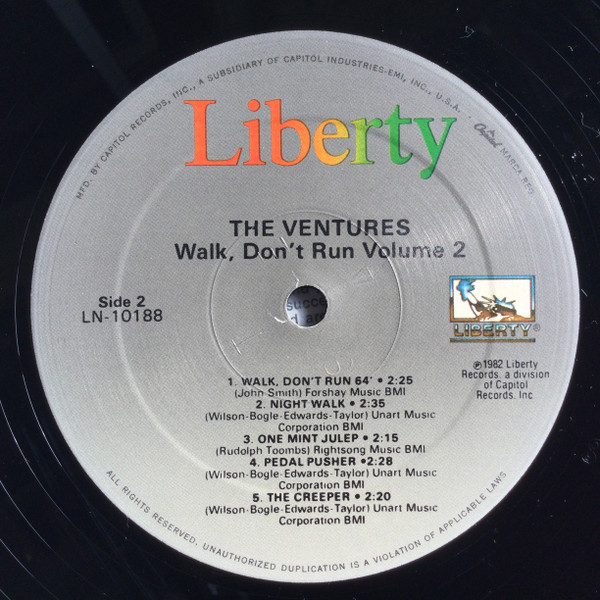 MFD. BY CAPITOL RECORDS, INC., A SUBSIDIARY OF CAPITOL INDUSTRIES-EMI, INC., U.S.A. · Capitol MARCA REG.
Liberty
THE VENTURES
Walk, Don't Run Volume 2
Side 2
LN-10188
succe
d are
LIBERTY®
℗1982 Liberty
Records, a division
of Capitol
Records, Inc
1. WALK, DON'T RUN 64' • 2:25
(John Smith) Forshay Music BMI
2. NIGHT WALK • 2:35
(Wilson-Bogle-Edwards-Taylor) Unart Music
Corporation BMI
3. ONE MINT JULEP • 2:15
(Rudolph Toombs) Rightsong Music BMI
4. PEDAL PUSHER •2:28
(Wilson-Bogle-Edwards-Taylor) Unart Music
Corporation BMI
5. THE CREEPER • 2:20
(Wilson-Bogle-Edwards-Taylor) Unart Music
Corporation BMI
ALL RIGHTS RESERVED. UNAUTHORIZED DUPLICATION IS A VIOLATION OF APPLICABLE LAWS